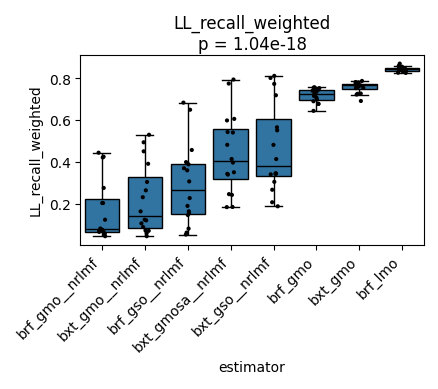 LL_recall_weighted
p = 1.04e-18
LL_recall_weighted
0.8
0.6
0.4
0.2
brf_gmo__nrlmf
bxt_gmo__nrlmf
brf_gso__nrlmf
bxt_gmosa__nrlmf
bxt_gso__nrlmf
brf_gmo
bxt_gmo
brf_lmo
estimator